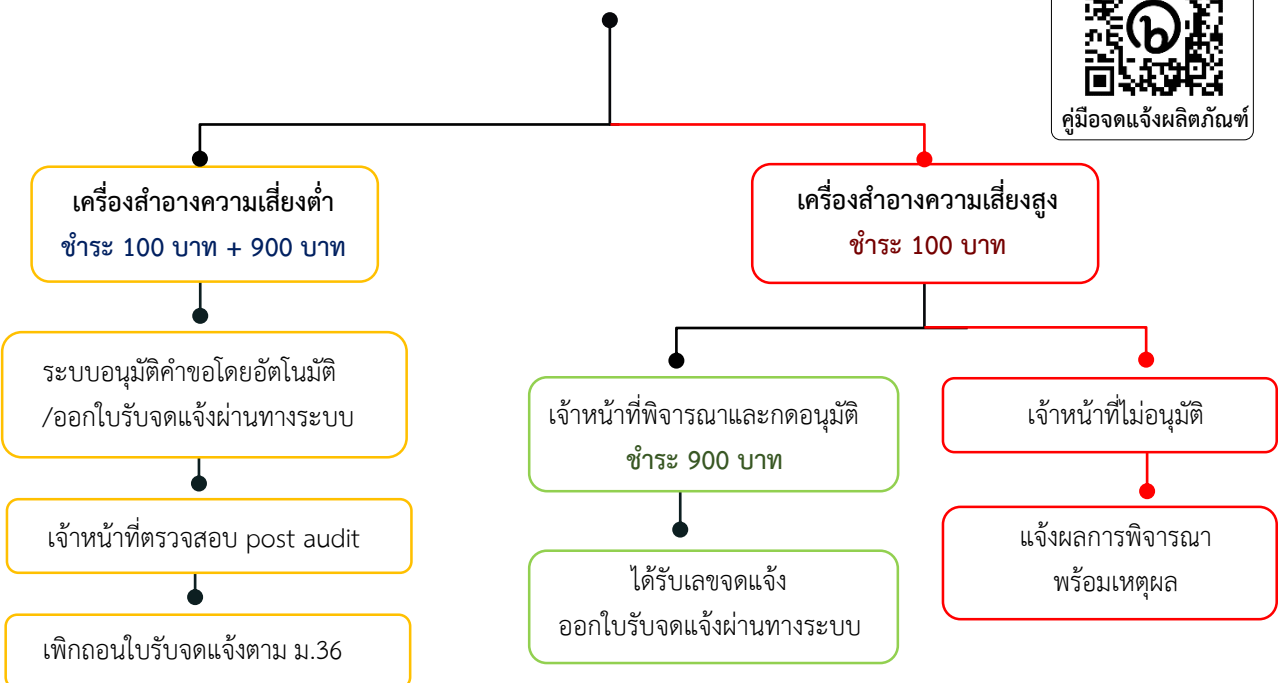 คู่มือจดแจ้งผลิตภัณฑ์
เครื่องสำอางความเสี่ยงต่ำ
ชำระ 100 บาท + 900 บาท
ระบบอนุมัติคำขอโดยอัตโนมัติ
/ออกใบรับจดแจ้งผ่านทางระบบ
เจ้าหน้าที่ตรวจสอบ post audit
เพิกถอนใบรับจดแจ้งตาม ม.36
เครื่องสำอางความเสี่ยงสูง
ชำระ 100 บาท
เจ้าหน้าที่พิจารณาและกดอนุมัติ
ชำระ 900 บาท
ได้รับเลขจดแจ้ง
ออกใบรับจดแจ้งผ่านทางระบบ
เจ้าหน้าที่ไม่อนุมัติ
แจ้งผลการพิจารณา
พร้อมเหตุผล